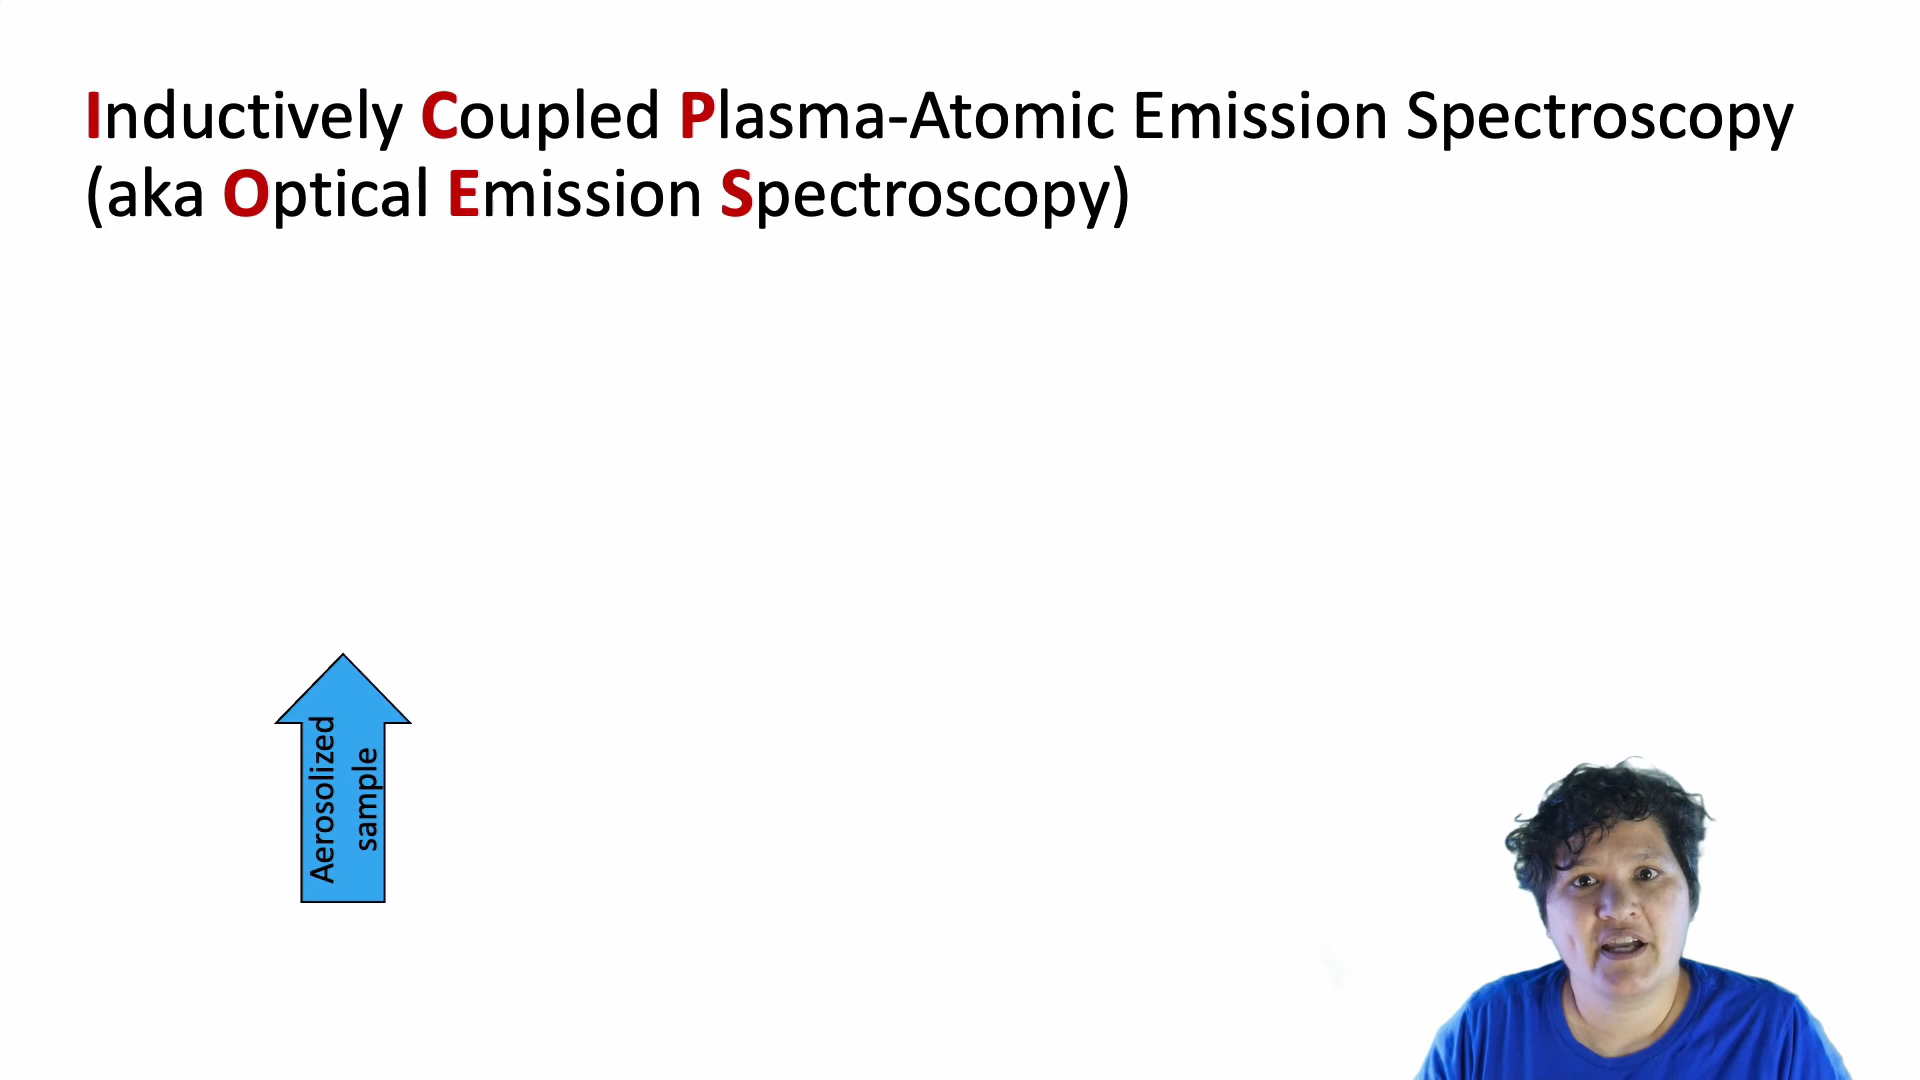 Inductively Coupled Plasma-Atomic Emission Spectroscopy
(aka Optical Emission Spectroscopy)
Aerosolized
sample